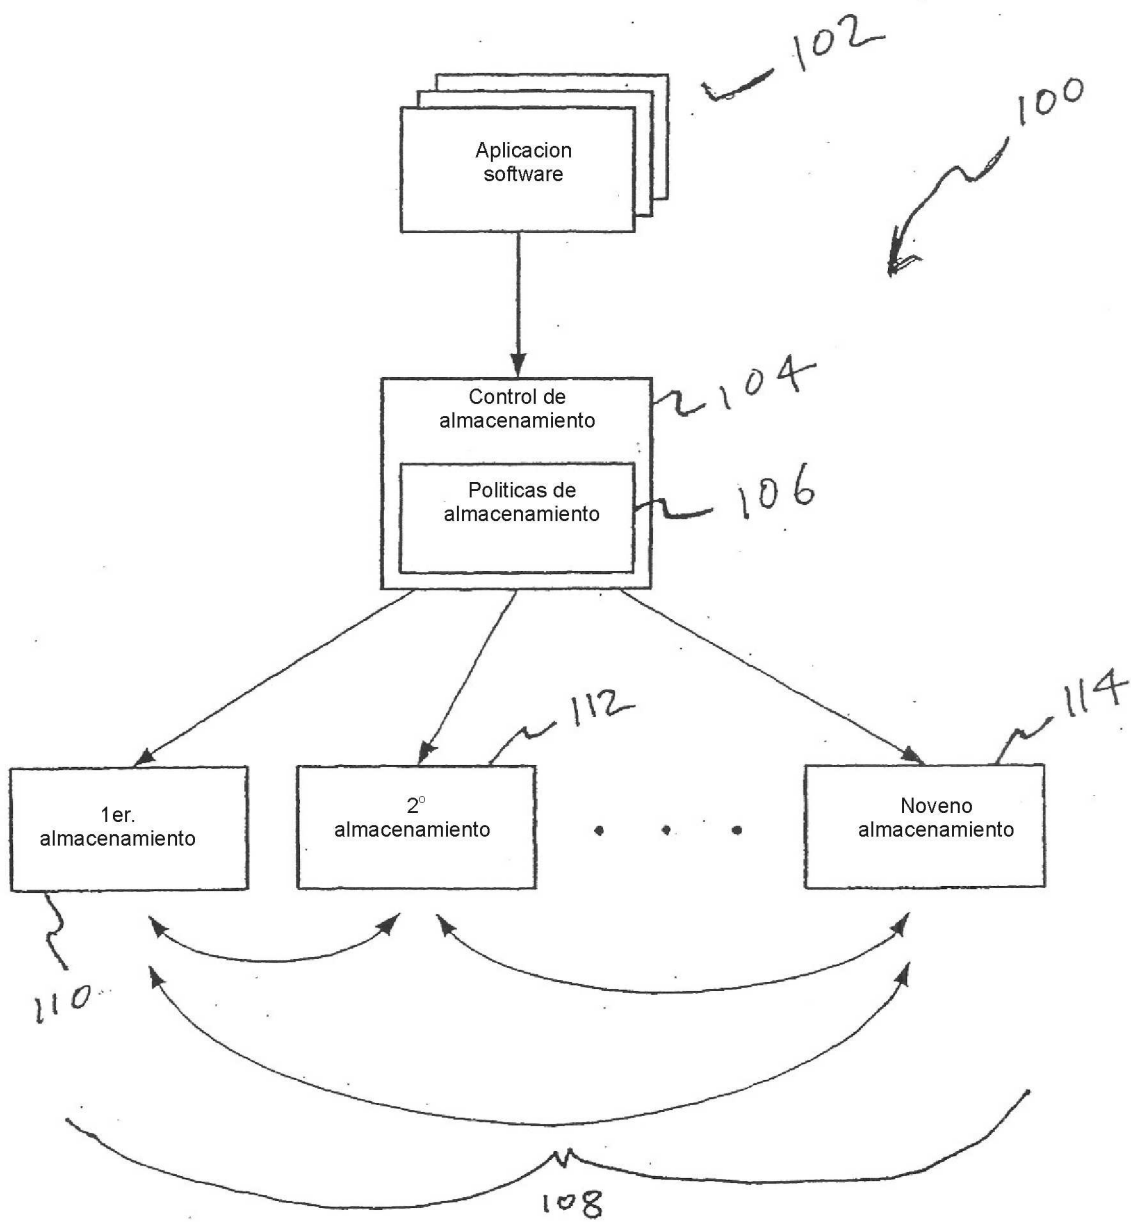 102
100
Aplicacion
software
104
Control de
almacenamiento
106
Politicas de
almacenamiento
112
114
1er.
almacenamiento
2º
almacenamiento
Noveno
almacenamiento
110
108